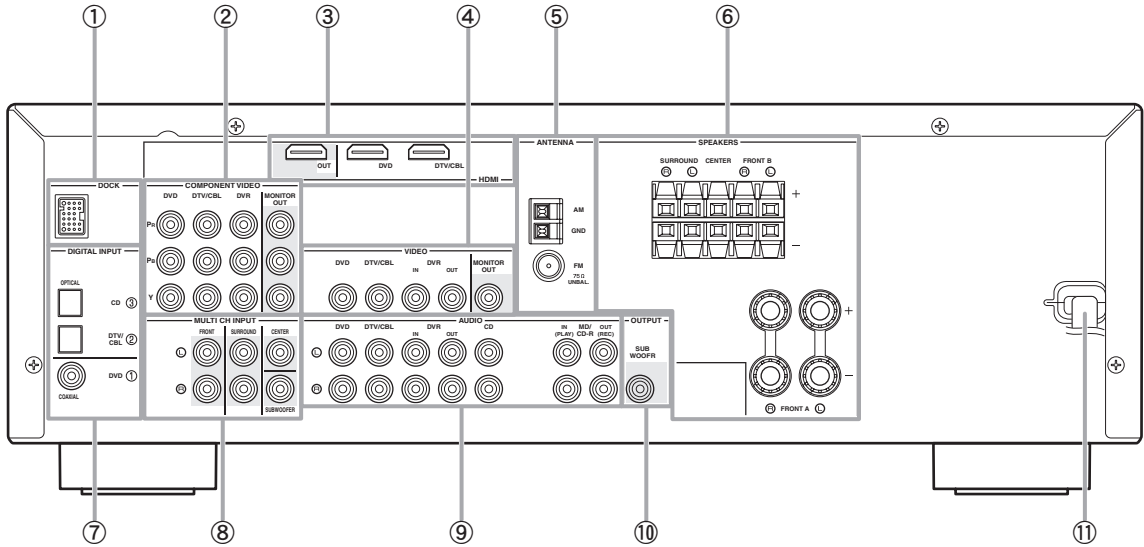 ① ② ③ ④ ⑤ ⑥
DOCK
COMPONENT VIDEO
DVD DTV/CBL DVR MONITOR OUT
PR
PB
Y
OUT DVD DTV/CBL
HDMI
ANTENNA
AM
GND
FM
75Ω
UNBAL.
SPEAKERS
SURROUND CENTER FRONT B
R L R L
+
–
DIGITAL INPUT
OPTICAL
CD ③
DTV/
CBL ②
DVD ①
COAXIAL
VIDEO
DVD DTV/CBL DVR MONITOR OUT
IN OUT
MULTI CH INPUT
FRONT SURROUND CENTER
L
R
SUBWOOFER
AUDIO
DVD DTV/CBL DVR CD
IN OUT
IN MD/ OUT
(PLAY) CD-R (REC)
L
R
OUTPUT
SUB
WOOFR
+
–
R FRONT A L
⑦ ⑧ ⑨ ⑩ ⑪